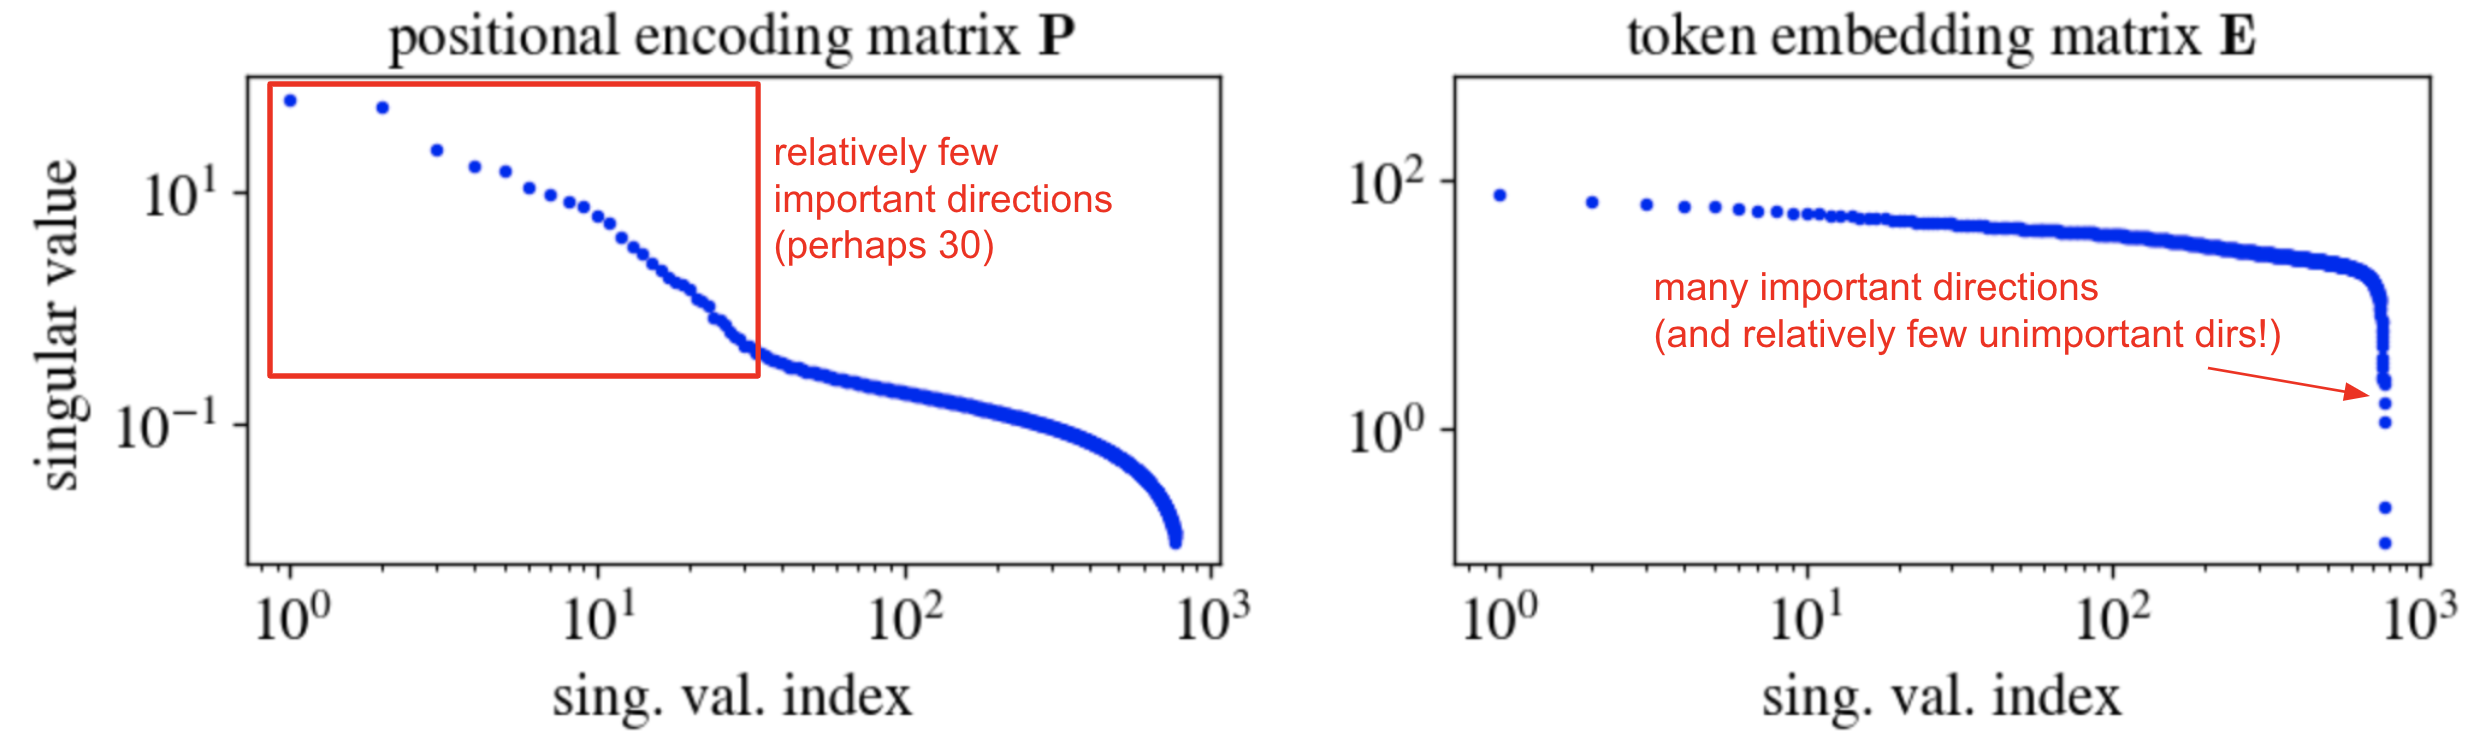 positional encoding matrix P
token embedding matrix E
singular value
10¹
10⁻¹
relatively few
important directions
(perhaps 30)
10⁰ 10¹ 10² 10³
sing. val. index
10²
10⁰
many important directions
(and relatively few unimportant dirs!)
10⁰ 10¹ 10² 10³
sing. val. index